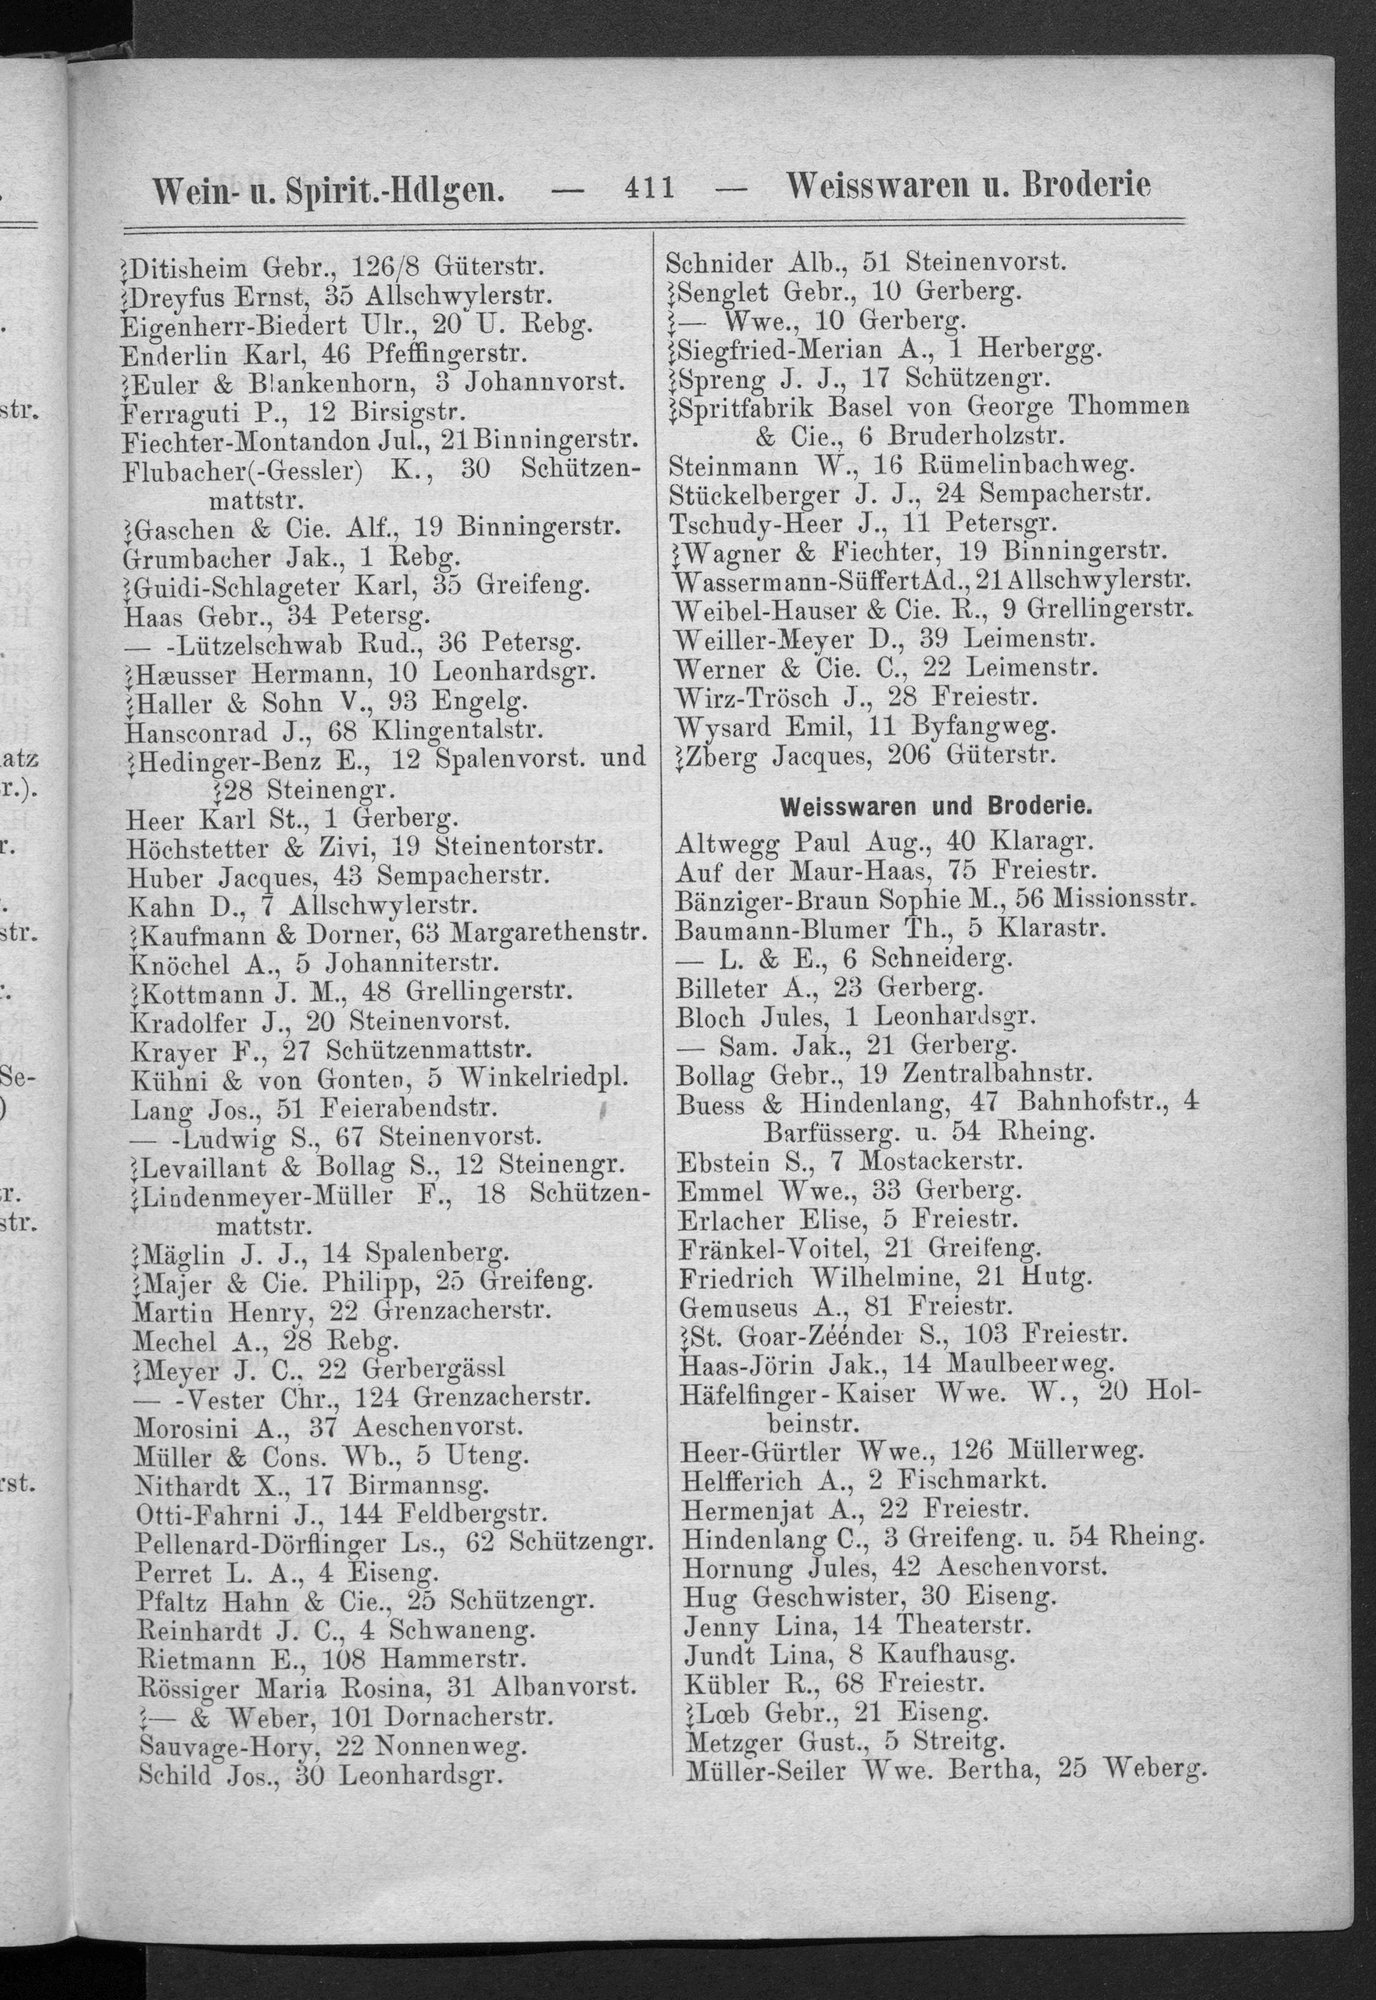 Wein- u. Spirit.-Hdlgen. — 411 — Weisswaren u. Broderie
⸾Ditisheim Gebr., 126/8 Güterstr.
⸾Dreyfus Ernst, 35 Allschwylerstr.
Eigenherr-Biedert Ulr., 20 U. Rebg.
Enderlin Karl, 46 Pfeffingerstr.
⸾Euler & Blankenhorn, 3 Johannvorst.
Ferraguti P., 12 Birsigstr.
Fiechter-Montandon Jul., 21 Binningerstr.
Flubacher(-Gessler) K., 30 Schützen-
mattstr.
⸾Gaschen & Cie. Alf., 19 Binningerstr.
Grumbacher Jak., 1 Rebg.
⸾Guidi-Schlageter Karl, 35 Greifeng.
Haas Gebr., 34 Petersg.
— -Lützelschwab Rud., 36 Petersg.
⸾Hæusser Hermann, 10 Leonhardsgr.
⸾Haller & Sohn V., 93 Engelg.
Hansconrad J., 68 Klingentalstr.
⸾Hedinger-Benz E., 12 Spalenvorst. und
⸾28 Steinengr.
Heer Karl St., 1 Gerberg.
Höchstetter & Zivi, 19 Steinentorstr.
Huber Jacques, 43 Sempacherstr.
Kahn D., 7 Allschwylerstr.
⸾Kaufmann & Dorner, 63 Margarethenstr.
Knöchel A., 5 Johanniterstr.
⸾Kottmann J. M., 48 Grellingerstr.
Kradolfer J., 20 Steinenvorst.
Krayer F., 27 Schützenmattstr.
Kühni & von Gonten, 5 Winkelriedpl.
Lang Jos., 51 Feierabendstr.
— -Ludwig S., 67 Steinenvorst.
⸾Levaillant & Bollag S., 12 Steinengr.
⸾Lindenmeyer-Müller F., 18 Schützen-
mattstr.
⸾Mäglin J. J., 14 Spalenberg.
⸾Majer & Cie. Philipp, 25 Greifeng.
Martin Henry, 22 Grenzacherstr.
Mechel A., 28 Rebg.
⸾Meyer J. C., 22 Gerbergässl
— -Vester Chr., 124 Grenzacherstr.
Morosini A., 37 Aeschenvorst.
Müller & Cons. Wb., 5 Uteng.
Nithardt X., 17 Birmannsg.
Otti-Fahrni J., 144 Feldbergstr.
Pellenard-Dörflinger Ls., 62 Schützengr.
Perret L. A., 4 Eiseng.
Pfaltz Hahn & Cie., 25 Schützengr.
Reinhardt J. C., 4 Schwaneng.
Rietmann E., 108 Hammerstr.
Rössiger Maria Rosina, 31 Albanvorst.
⸾— & Weber, 101 Dornacherstr.
Sauvage-Hory, 22 Nonnenweg.
Schild Jos., 30 Leonhardsgr.
Schnider Alb., 51 Steinenvorst.
⸾Senglet Gebr., 10 Gerberg.
⸾— Wwe., 10 Gerberg.
⸾Siegfried-Merian A., 1 Herbergg.
⸾Spreng J. J., 17 Schützengr.
⸾Spritfabrik Basel von George Thommen
& Cie., 6 Bruderholzstr.
Steinmann W., 16 Rümelinbachweg.
Stückelberger J. J., 24 Sempacherstr.
Tschudy-Heer J., 11 Petersgr.
⸾Wagner & Fiechter, 19 Binningerstr.
Wassermann-Süffert Ad., 21 Allschwylerstr.
Weibel-Hauser & Cie. R., 9 Grellingerstr.
Weiller-Meyer D., 39 Leimenstr.
Werner & Cie. C., 22 Leimenstr.
Wirz-Trösch J., 28 Freiestr.
Wysard Emil, 11 Byfangweg.
⸾Zberg Jacques, 206 Güterstr.
Weisswaren und Broderie.
Altwegg Paul Aug., 40 Klaragr.
Auf der Maur-Haas, 75 Freiestr.
Bänziger-Braun Sophie M., 56 Missionsstr.
Baumann-Blumer Th., 5 Klarastr.
— L. & E., 6 Schneiderg.
Billeter A., 23 Gerberg.
Bloch Jules, 1 Leonhardsgr.
— Sam. Jak., 21 Gerberg.
Bollag Gebr., 19 Zentralbahnstr.
Buess & Hindenlang, 47 Bahnhofstr., 4
Barfüsserg. u. 54 Rheing.
Ebstein S., 7 Mostackerstr.
Emmel Wwe., 33 Gerberg.
Erlacher Elise, 5 Freiestr.
Fränkel-Voitel, 21 Greifeng.
Friedrich Wilhelmine, 21 Hutg.
Gemuseus A., 81 Freiestr.
⸾St. Goar-Zéénder S., 103 Freiestr.
Haas-Jörin Jak., 14 Maulbeerweg.
Häfelfinger-Kaiser Wwe. W., 20 Hol-
beinstr.
Heer-Gürtler Wwe., 126 Müllerweg.
Helfferich A., 2 Fischmarkt.
Hermenjat A., 22 Freiestr.
Hindenlang C., 3 Greifeng. u. 54 Rheing.
Hornung Jules, 42 Aeschenvorst.
Hug Geschwister, 30 Eiseng.
Jenny Lina, 14 Theaterstr.
Jundt Lina, 8 Kaufhausg.
Kübler R., 68 Freiestr.
⸾Lœb Gebr., 21 Eiseng.
Metzger Gust., 5 Streitg.
Müller-Seiler Wwe. Bertha, 25 Weberg.